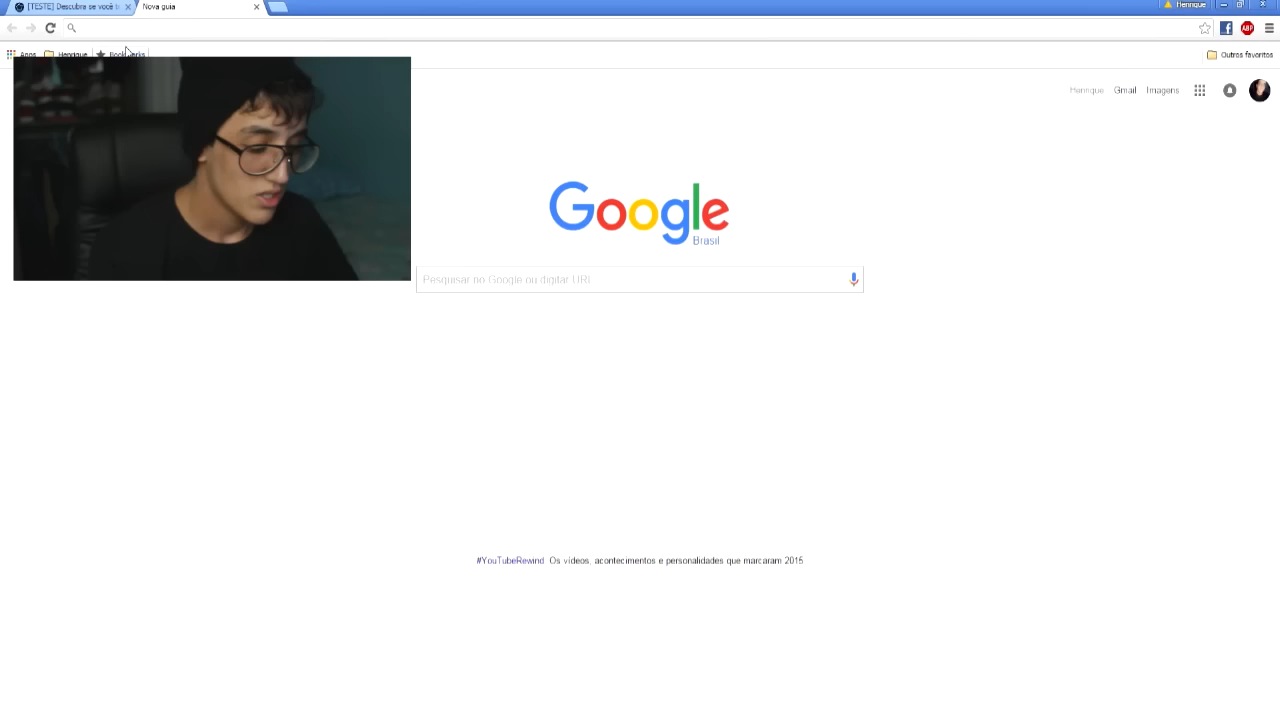 [TESTE] Descubra se você t
Nova guia
Henrique
Apps
Henrique
Bookmarks
Outros favoritos
Henrique
Gmail
Imagens
Google
Brasil
Pesquisar no Google ou digitar URL
#YouTubeRewind Os vídeos, acontecimentos e personalidades que marcaram 2015
ABP